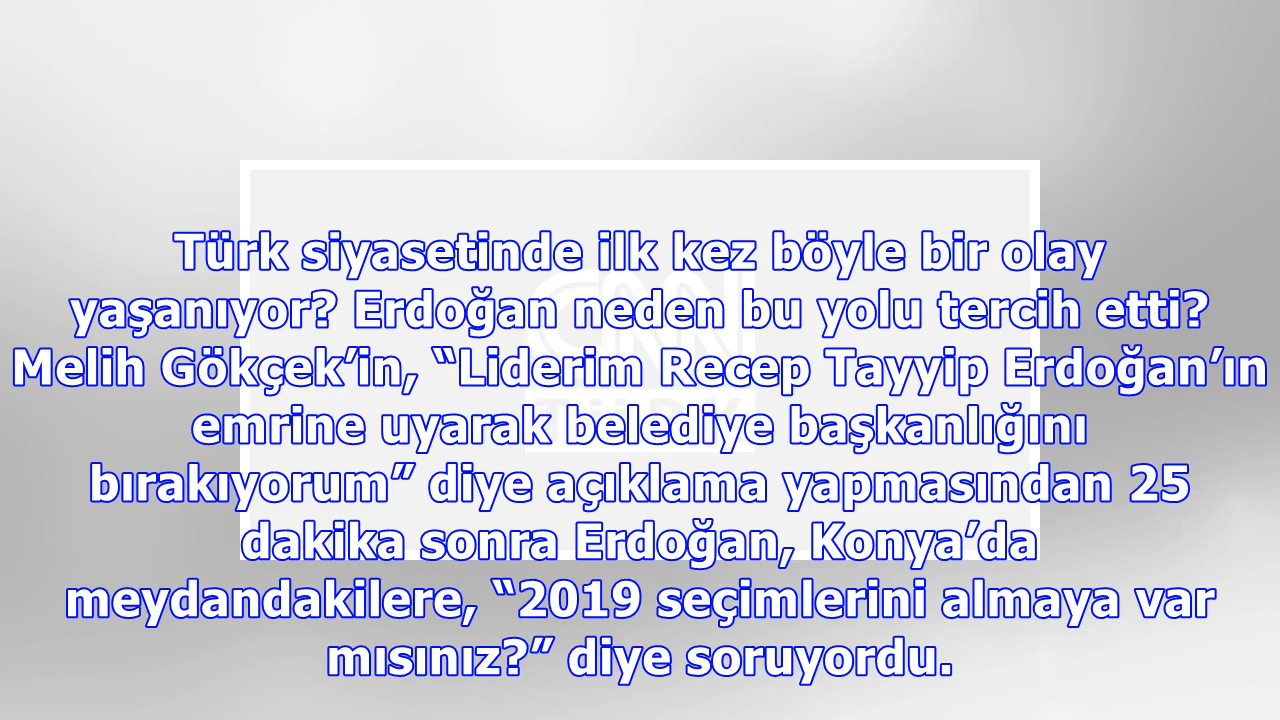 Türk siyasetinde ilk kez böyle bir olay
yaşanıyor? Erdoğan neden bu yolu tercih etti?
Melih Gökçek’in, “Liderim Recep Tayyip Erdoğan’ın
emrine uyarak belediye başkanlığını
bırakıyorum” diye açıklama yapmasından 25
dakika sonra Erdoğan, Konya’da
meydandakilere, “2019 seçimlerini almaya var
mısınız?” diye soruyordu.
CNN
TÜRK